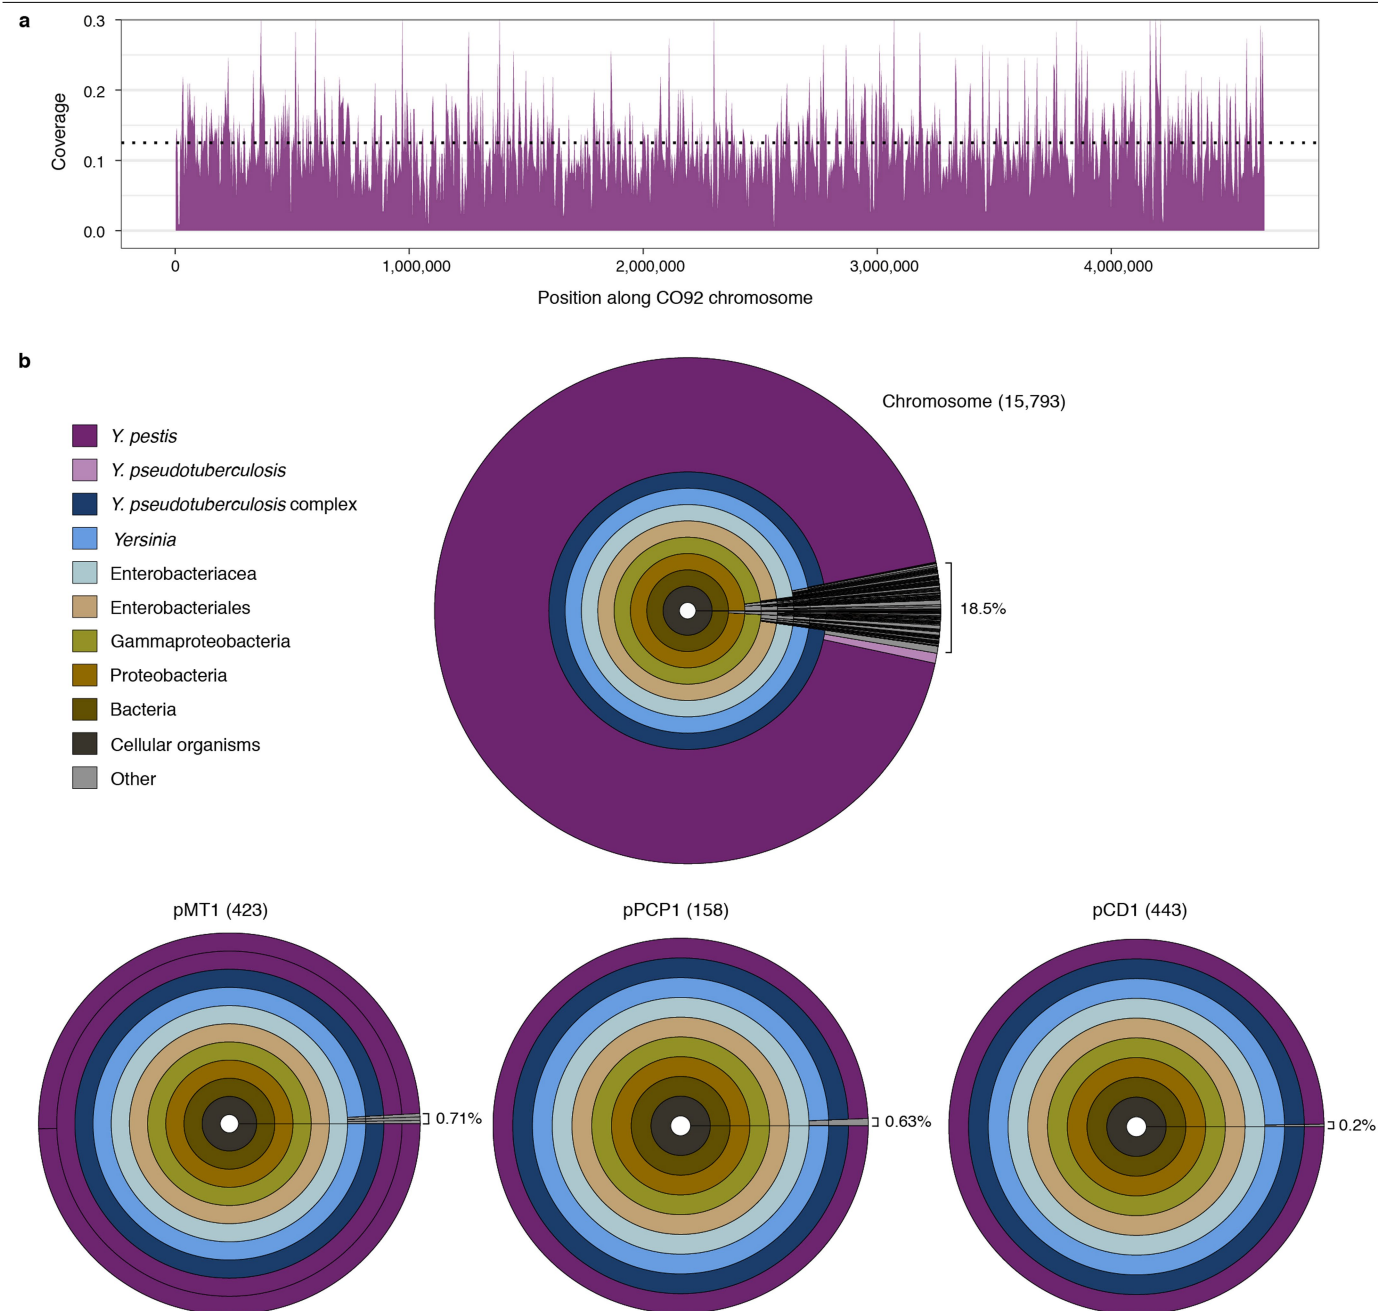 a
0.3
0.2
0.1
0.0
Coverage
0 1,000,000 2,000,000 3,000,000 4,000,000
Position along CO92 chromosome
b
Chromosome (15,793)
Y. pestis
Y. pseudotuberculosis
Y. pseudotuberculosis complex
Yersinia
Enterobacteriacea
Enterobacteriales
Gammaproteobacteria
Proteobacteria
Bacteria
Cellular organisms
Other
18.5%
pMT1 (423) pPCP1 (158) pCD1 (443)
0.71% 0.63% 0.2%